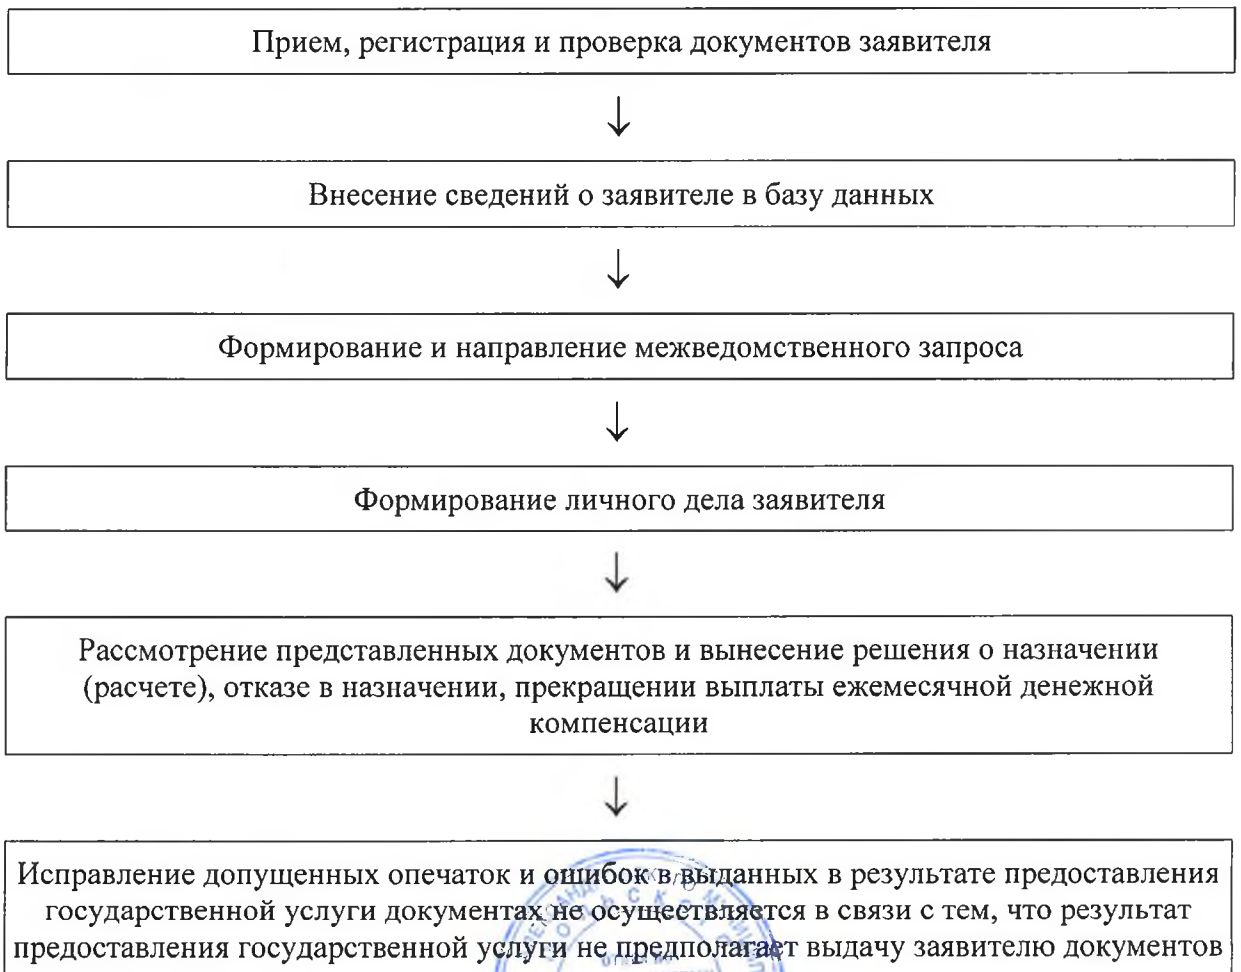 Прием, регистрация и проверка документов заявителя
↓
Внесение сведений о заявителе в базу данных
↓
Формирование и направление межведомственного запроса
↓
Формирование личного дела заявителя
↓
Рассмотрение представленных документов и вынесение решения о назначении
(расчете), отказе в назначении, прекращении выплаты ежемесячной денежной
компенсации
↓
Исправление допущенных опечаток и ошибок в выданных в результате предоставления
государственной услуги документах не осуществляется в связи с тем, что результат
предоставления государственной услуги не предполагает выдачу заявителю документов